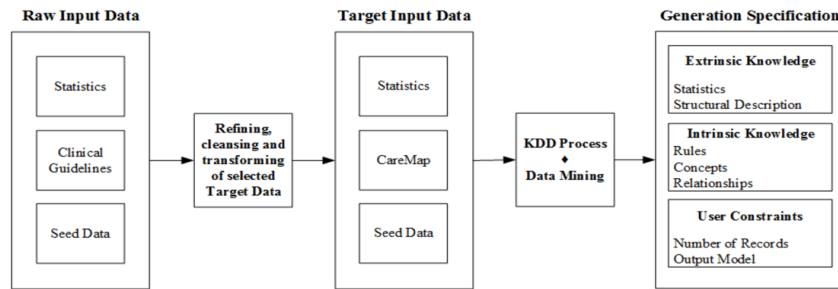 Raw Input Data
Statistics
Clinical
Guidelines
Seed Data
Refining,
cleansing and
transforming
of selected
Target Data
Target Input Data
Statistics
CareMap
Seed Data
KDD Process
♦
Data Mining
Generation Specification
Extrinsic Knowledge
Statistics
Structural Description
Intrinsic Knowledge
Rules
Concepts
Relationships
User Constraints
Number of Records
Output Model